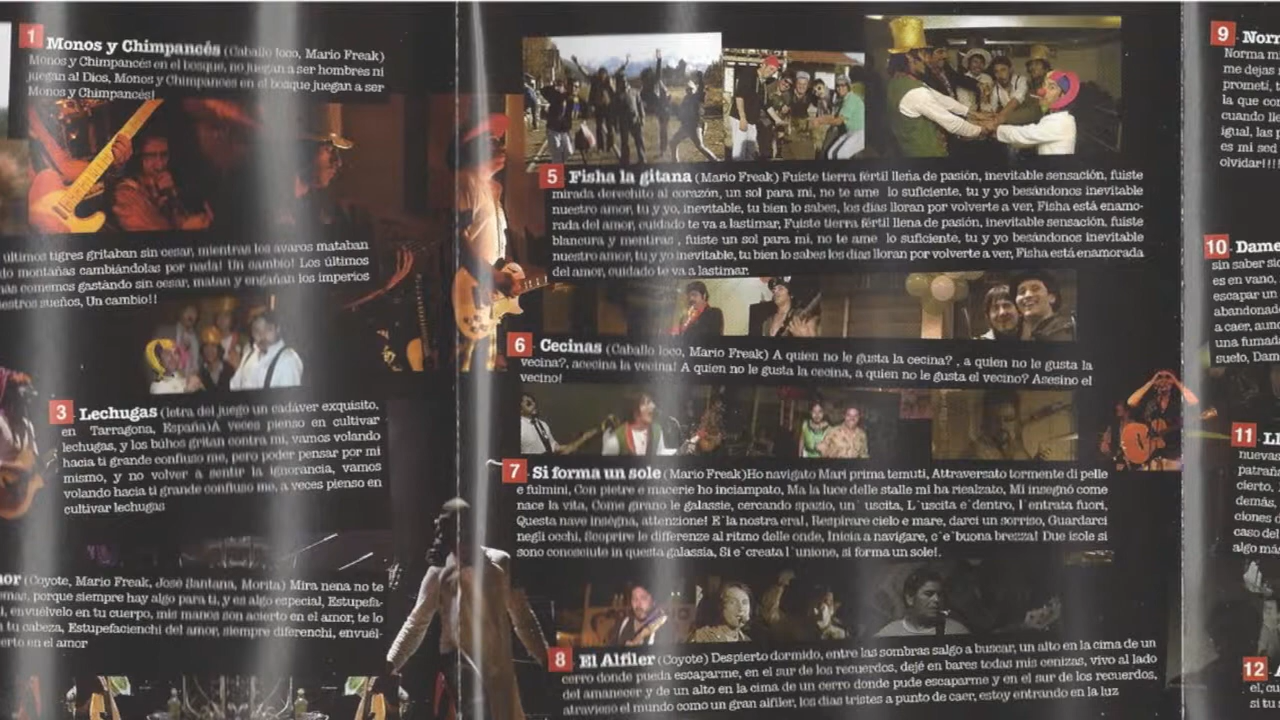 1 Monos y Chimpancés (Caballo loco, Mario Freak)
Monos y Chimpancés en el bosque, no juegan a ser hombres ni
juegan al Dios, Monos y Chimpancés en el bosque juegan a ser
Monos y Chimpancés!
últimos tigres gritaban sin cesar, mientras los avaros mataban
do montañas cambiándolas por nada! Un cambio! Los últimos
más comemos gastando sin cesar, matan y engañan los imperios
estros sueños, Un cambio!!
3 Lechugas (letra del juego un cadáver exquisito,
en Tarragona, España)A veces pienso en cultivar
lechugas, y los búhos gritan contra mi, vamos volando
hacia ti grande confluso me, pero poder pensar por mi
mismo, y no volver a sentir la ignorancia, vamos
volando hacia ti grande confluso me, a veces pienso en
cultivar lechugas
or (Coyote, Mario Freak, José Santana, Morita) Mira nena no te
emas, porque siempre hay algo para ti, y es algo especial, Estupefa-
i, envuélvelo en tu cuerpo, mis manos son acierto en el amor, te lo
tu cabeza, Estupefacienchi del amor, siempre diferenchi, envuél-
erto en el amor
5 Fisha la gitana (Mario Freak) Fuiste tierra fértil llena de pasión, inevitable sensación, fuiste
mirada derechito al corazón, un sol para mi, no te ame lo suficiente, tu y yo besándonos inevitable
nuestro amor, tu y yo, inevitable, tu bien lo sabes, los días lloran por volverte a ver, Fisha está enamo-
rada del amor, cuidado te va a lastimar, Fuiste tierra fértil llena de pasión, inevitable sensación, fuiste
blancura y mentiras , fuiste un sol para mi, no te ame lo suficiente, tu y yo besándonos inevitable
nuestro amor, tu y yo inevitable, tu bien lo sabes los días lloran por volverte a ver, Fisha está enamorada
del amor, cuidado te va a lastimar.
6 Cecinas (Caballo loco, Mario Freak) A quien no le gusta la cecina? , a quien no le gusta la
vecina?, acecina la vecina! A quien no le gusta la cecina, a quien no le gusta el vecino? Asesino el
vecino!
7 Si forma un sole (Mario Freak)Ho navigato Mari prima temuti, Attraversato tormente di pelle
e fulmini, Con pietre e macerie ho inciampato, Ma la luce delle stalle mi ha rialzato, Mi insegnó come
nace la vita, Come girano le galassie, cercando spazio, un` uscita, L`uscita e`dentro, l`entrata fuori,
Questa nave insegna, attenzione! E`la nostra era!, Respirare cielo e mare, darci un sorriso, Guardarci
negli occhi, Scoprire le differenze al ritmo delle onde, Inicia a navigare, c`e`buona brezza! Due isole si
sono conosciute in questa galassia, Si e`creata l`unione, si forma un sole!.
8 El Alfiler (Coyote) Despierto dormido, entre las sombras salgo a buscar, un alto en la cima de un
cerro donde pueda escaparme, en el sur de los recuerdos, dejé en bares todas mis cenizas, vivo al lado
del amanecer y de un alto en la cima de un cerro donde pude escaparme y en el sur de los recuerdos,
atravieso el mundo como un gran alfiler, los días tristes a punto de caer, estoy entrando en la luz
9 Norm
Norma m
me dejas
prometí, t
la que co
cuando lle
igual, las
es mi sed
olvidar!!!
10 Dame
sin saber si
es en vano,
escapar un
abandonad
a caer, aun
una fumad
suelo, Dam
11 Li
nuevas
patraña
cierto,
demás,
ciones
caso del
algo má
12
el, cu
si tu